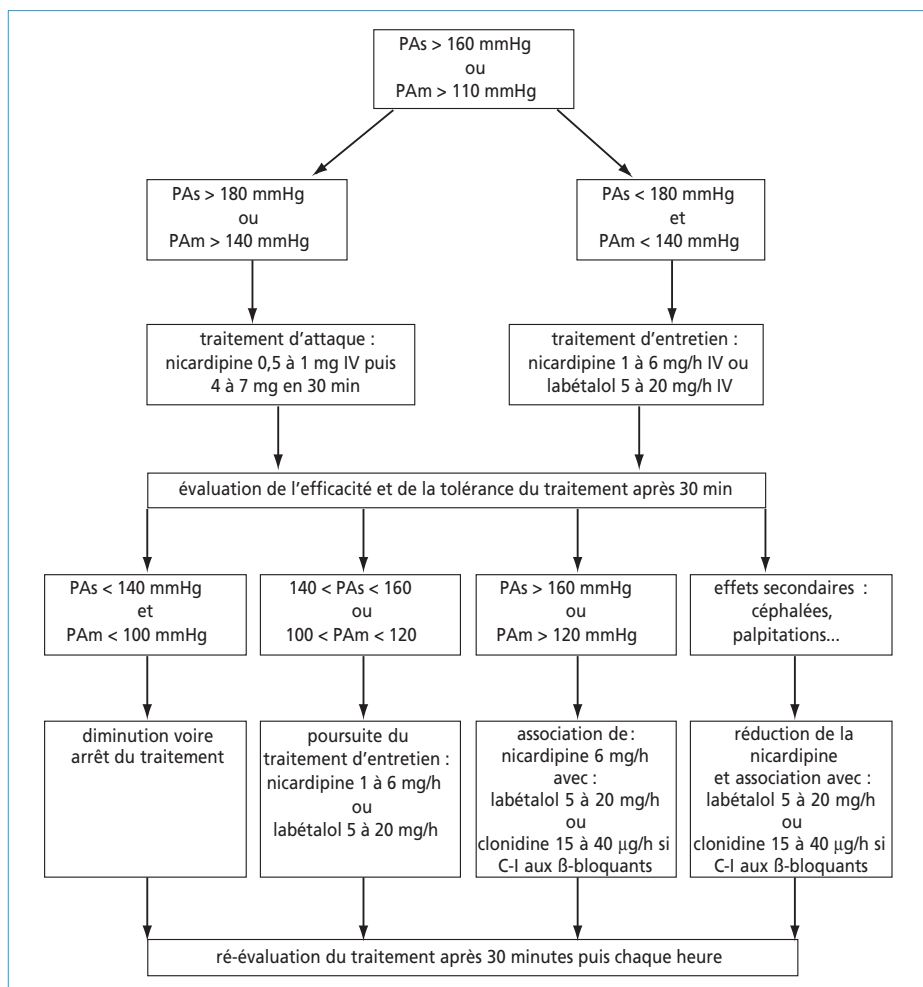 PAs > 160 mmHg
ou
PAm > 110 mmHg
PAs > 180 mmHg
ou
PAm > 140 mmHg
PAs < 180 mmHg
et
PAm < 140 mmHg
traitement d'attaque :
nicardipine 0,5 à 1 mg IV puis
4 à 7 mg en 30 min
traitement d'entretien :
nicardipine 1 à 6 mg/h IV ou
labétalol 5 à 20 mg/h IV
évaluation de l'efficacité et de la tolérance du traitement après 30 min
PAs < 140 mmHg
et
PAm < 100 mmHg
140 < PAs < 160
ou
100 < PAm < 120
PAs > 160 mmHg
ou
PAm > 120 mmHg
effets secondaires :
céphalées,
palpitations...
diminution voire
arrêt du traitement
poursuite du
traitement d'entretien :
nicardipine 1 à 6 mg/h
ou
labétalol 5 à 20 mg/h
association de :
nicardipine 6 mg/h
avec :
labétalol 5 à 20 mg/h
ou
clonidine 15 à 40 µg/h si
C-I aux ß-bloquants
réduction de la
nicardipine
et association avec :
labétalol 5 à 20 mg/h
ou
clonidine 15 à 40 µg/h si
C-I aux ß-bloquants
ré-évaluation du traitement après 30 minutes puis chaque heure